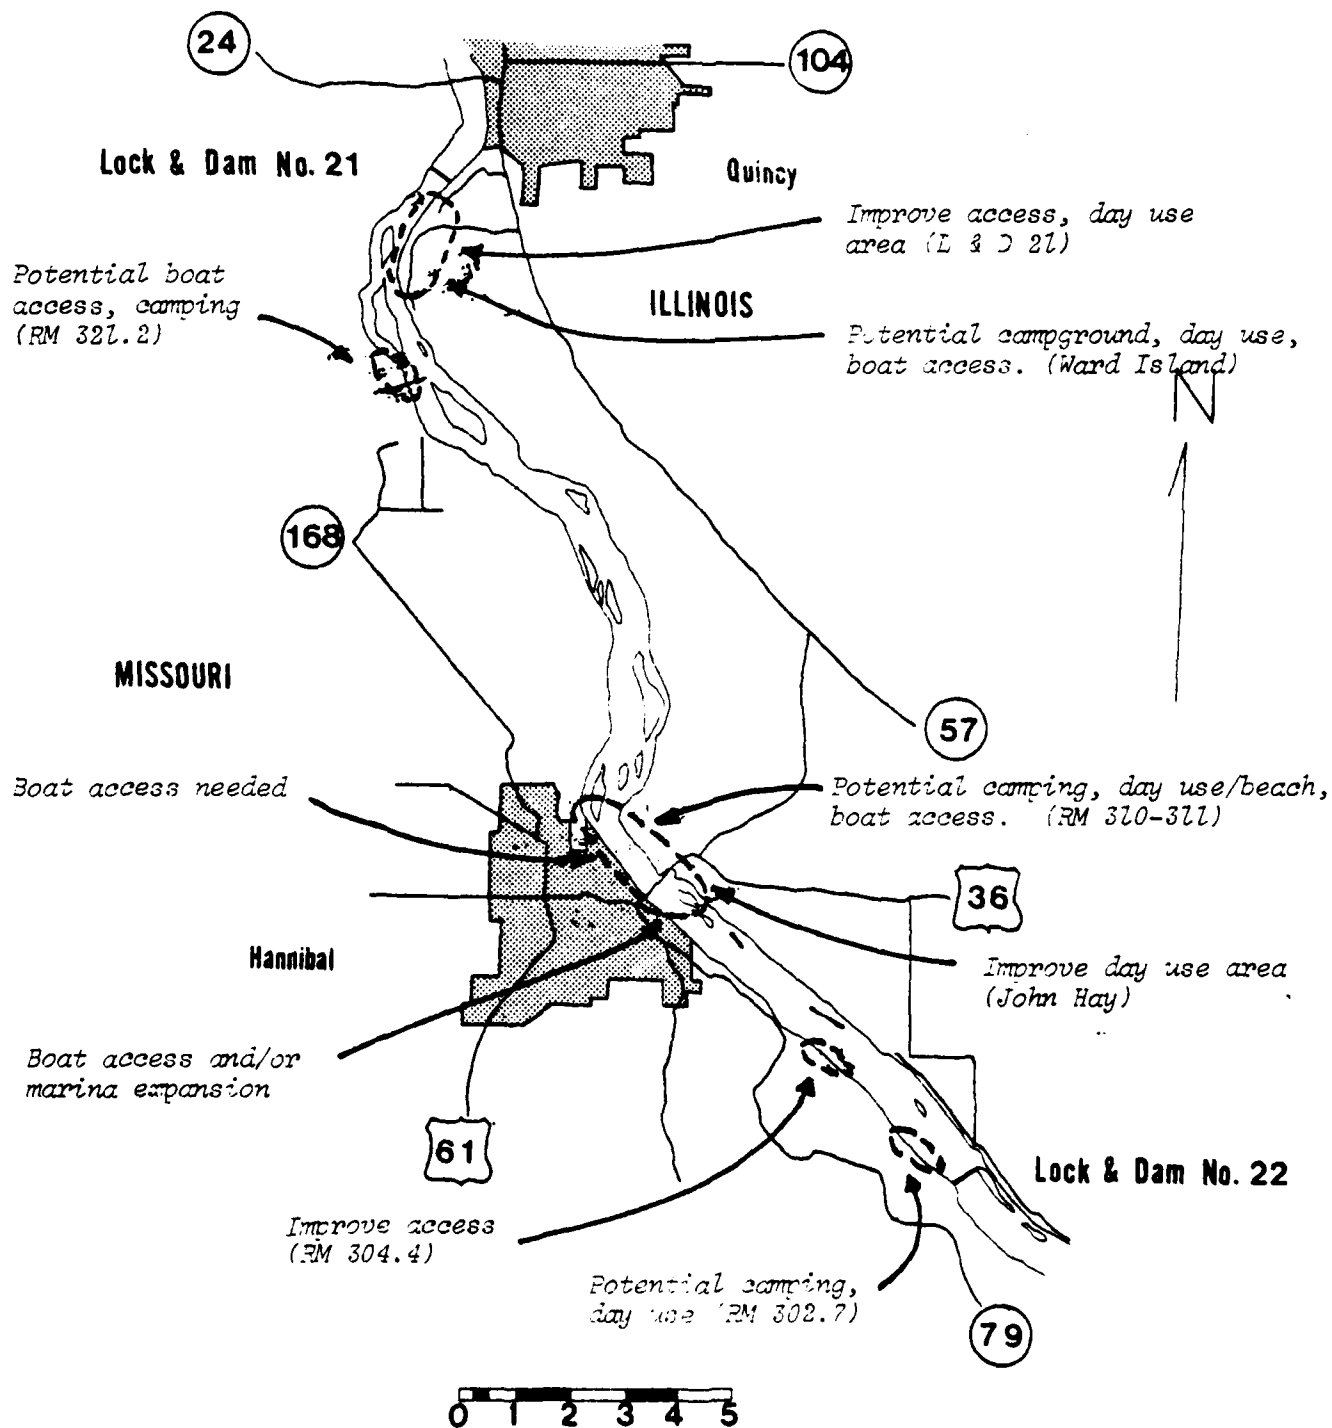 24
104
Lock & Dam No. 21
Quincy
Improve access, day use
area (L & D 21)
Potential boat
access, camping
(RM 321.2)
ILLINOIS
Potential campground, day use,
boat access. (Ward Island)
N
168
MISSOURI
57
Boat access needed
Potential camping, day use/beach,
boat access. (RM 310-311)
36
Hannibal
Improve day use area
(John Hay)
Boat access and/or
marina expansion
61
Lock & Dam No. 22
Improve access
(RM 304.4)
Potential camping,
day use (RM 302.7)
79
0 1 2 3 4 5